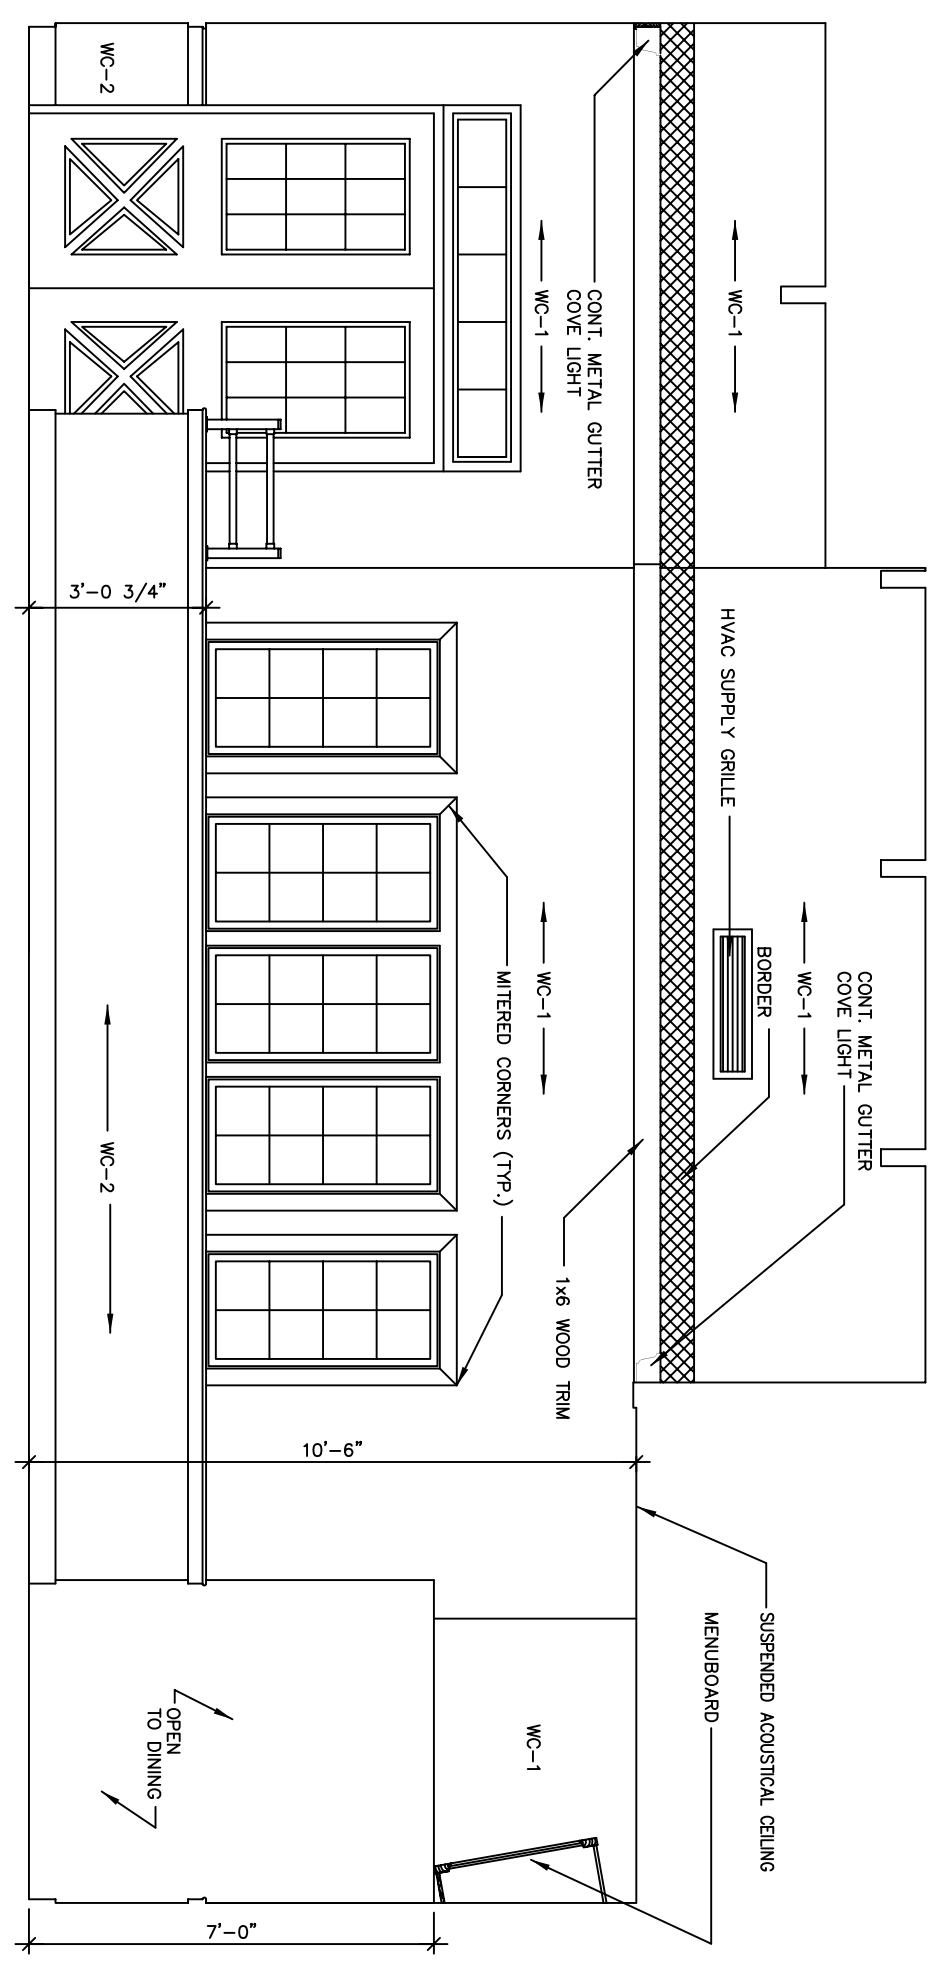 WC-2
CONT. METAL GUTTER
COVE LIGHT
WC-1
WC-1
HVAC SUPPLY GRILLE
BORDER
WC-1
CONT. METAL GUTTER
COVE LIGHT
WC-1
MITERED CORNERS (TYP.)
1x6 WOOD TRIM
WC-2
3'-0 3/4"
10'-6"
SUSPENDED ACOUSTICAL CEILING
MENUBOARD
WC-1
OPEN
TO DINING
7'-0"